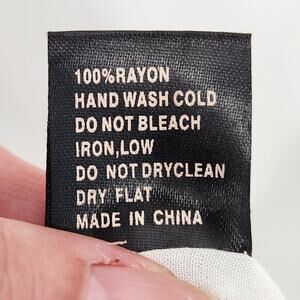 100%RAYON
HAND WASH COLD
DO NOT BLEACH
IRON,LOW
DO NOT DRYCLEAN
DRY FLAT
MADE IN CHINA